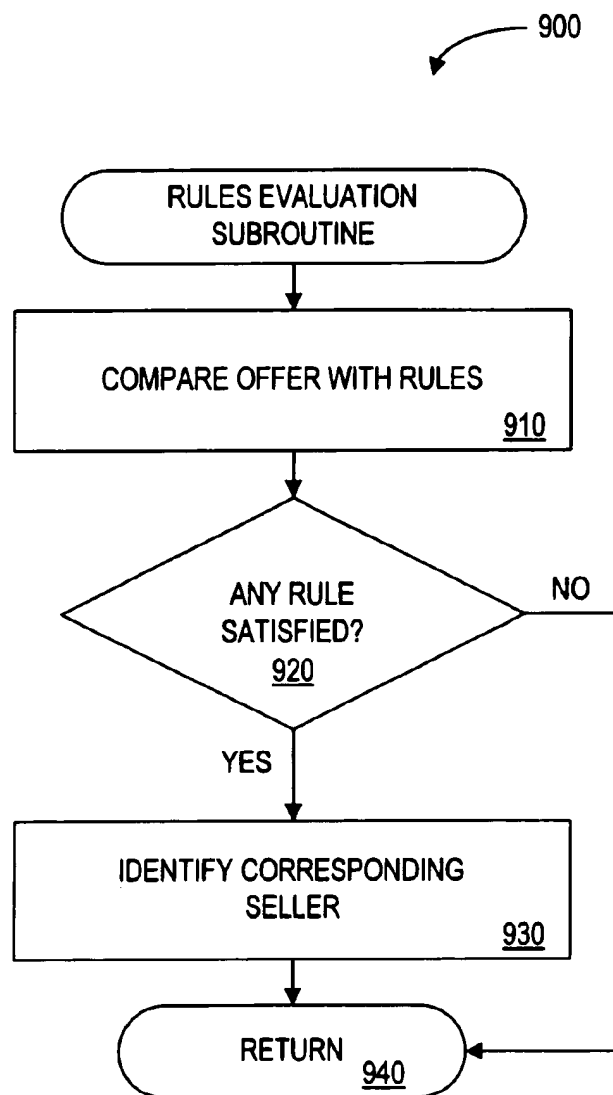 900
RULES EVALUATION
SUBROUTINE
COMPARE OFFER WITH RULES
910
ANY RULE
SATISFIED?
920
NO
YES
IDENTIFY CORRESPONDING
SELLER
930
RETURN
940